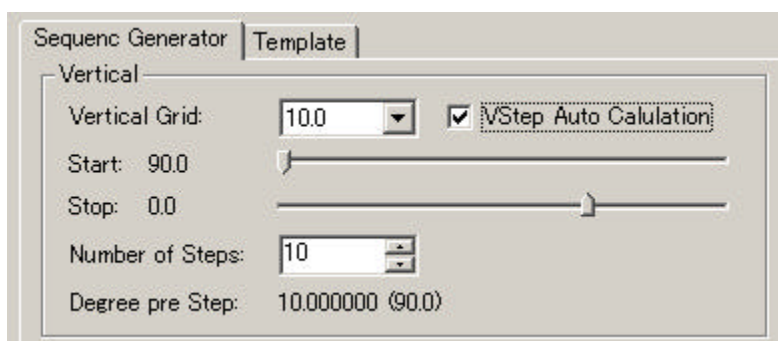 Sequenc Generator Template
Vertical
Vertical Grid: 10.0 VStep Auto Calulation
Start: 90.0
Stop: 0.0
Number of Steps: 10
Degree pre Step: 10.000000 (90.0)